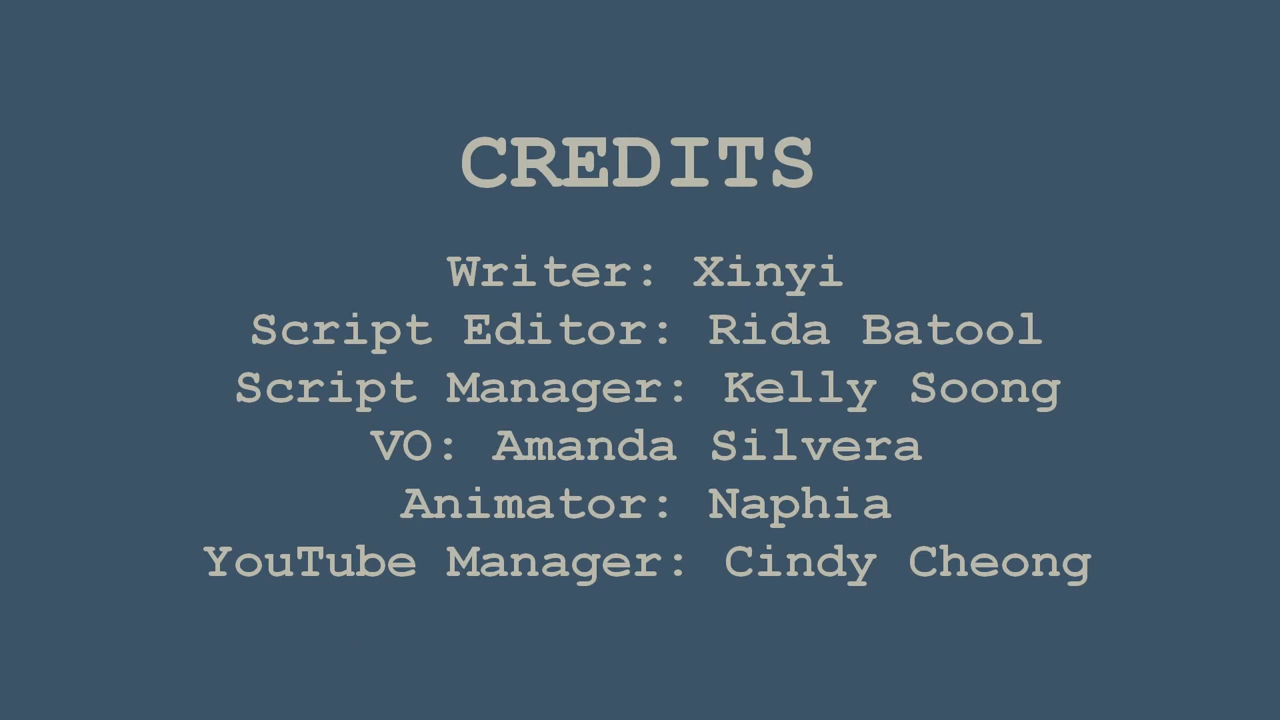 CREDITS
Writer: Xinyi
Script Editor: Rida Batool
Script Manager: Kelly Soong
VO: Amanda Silvera
Animator: Naphia
YouTube Manager: Cindy Cheong